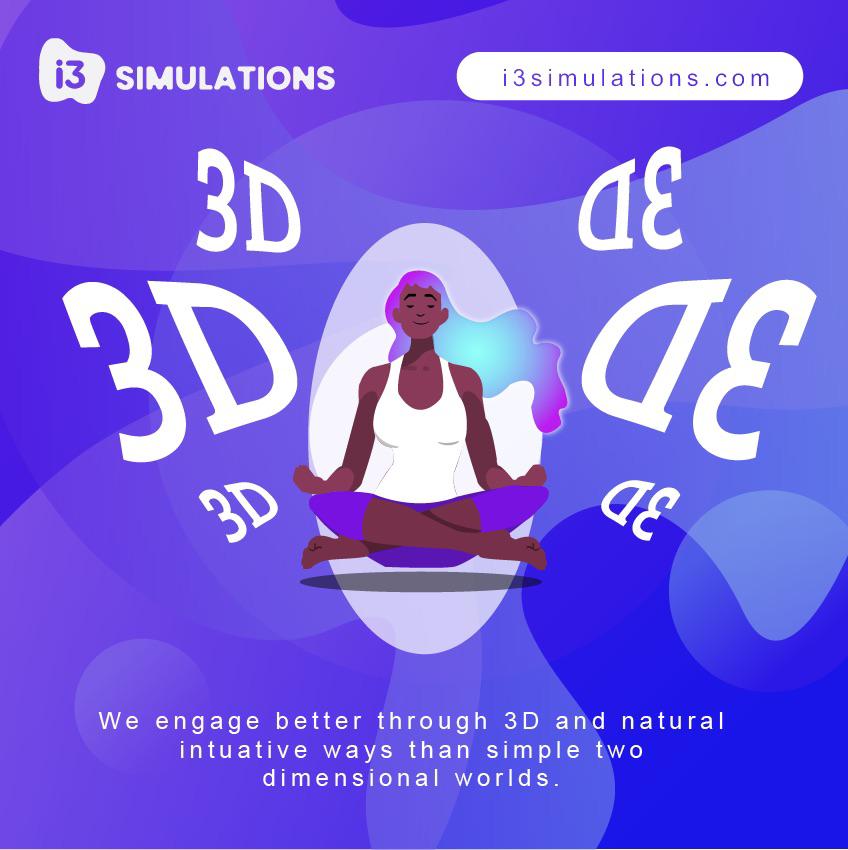 i3 SIMULATIONS
i3simulations.com
3D
3D
3D
3D
3D
3D
We engage better through 3D and natural
intuative ways than simple two
dimensional worlds.